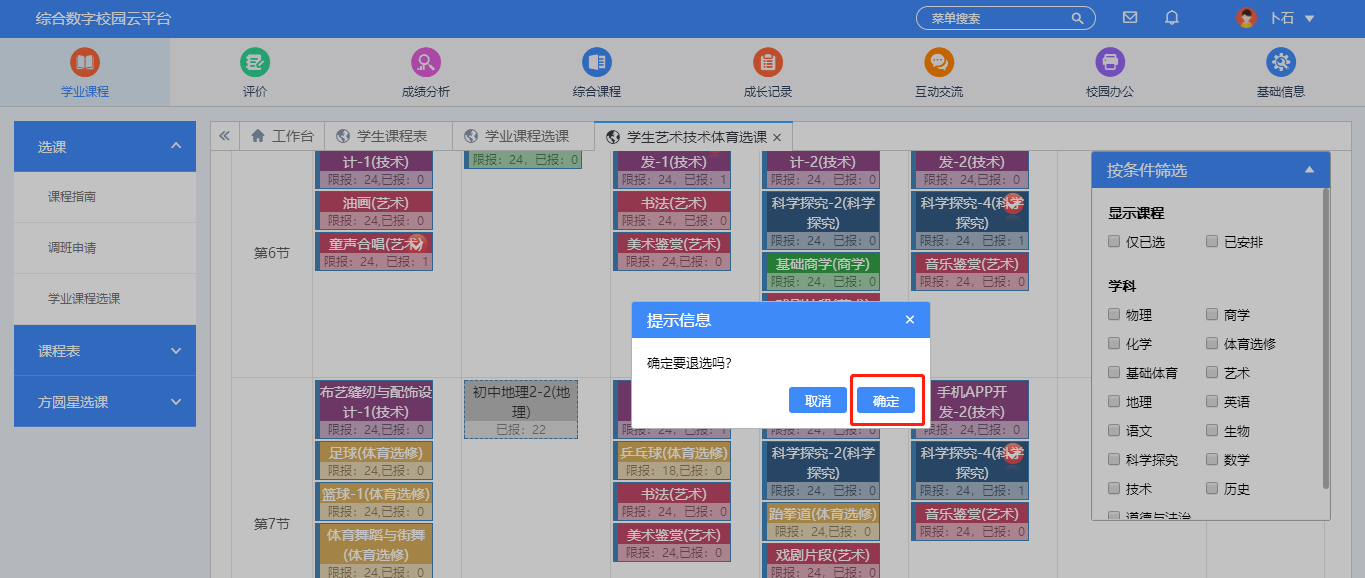 综合数字校园云平台
菜单搜索
卜石
学业课程
评价
成绩分析
综合课程
成长记录
互动交流
校园办公
基础信息
选课
课程指南
调班申请
学业课程选课
课程表
方圆星选课
工作台
学生课程表
学业课程选课
学生艺术技术体育选课
第6节
计-1(技术)
限报：24,已报：0
油画(艺术)
限报：24,已报：0
童声合唱(艺术)
限报：24，已报：1
限报：24，已报：0
发-1(技术)
限报：24，已报：1
书法(艺术)
限报：24，已报：0
美术鉴赏(艺术)
限报：24,已报：0
计-2(技术)
限报：24，已报：0
科学探究-2(科学
探究)
限报：24，已报：0
基础商学(商学)
限报：24，已报：0
发-2(技术)
限报：24,已报：0
科学探究-4(科学
探究)
限报：24，已报：1
音乐鉴赏(艺术)
限报：24，已报：0
第7节
布艺缝纫与配饰设
计-1(技术)
限报：24,已报：0
足球(体育选修)
限报：24,已报：0
篮球-1(体育选修)
限报：24,已报：0
体育舞蹈与街舞
(体育选修)
限报：24,已报：0
初中地理2-2(地
理)
已报：22
乒乓球(体育选修)
限报：18,已报：0
书法(艺术)
限报：24，已报：0
美术鉴赏(艺术)
限报：24,已报：0
科学探究-2(科学
探究)
限报：24，已报：0
跆拳道(体育选修)
限报：24，已报：0
戏剧片段(艺术)
限报：24，已报：0
手机APP开
发-2(技术)
限报：24,已报：0
科学探究-4(科学
探究)
限报：24，已报：1
音乐鉴赏(艺术)
限报：24，已报：0
提示信息
确定要退选吗?
取消
确定
按条件筛选
显示课程
仅已选
已安排
学科
物理
商学
化学
体育选修
基础体育
艺术
地理
英语
语文
生物
科学探究
数学
技术
历史
道德与法治